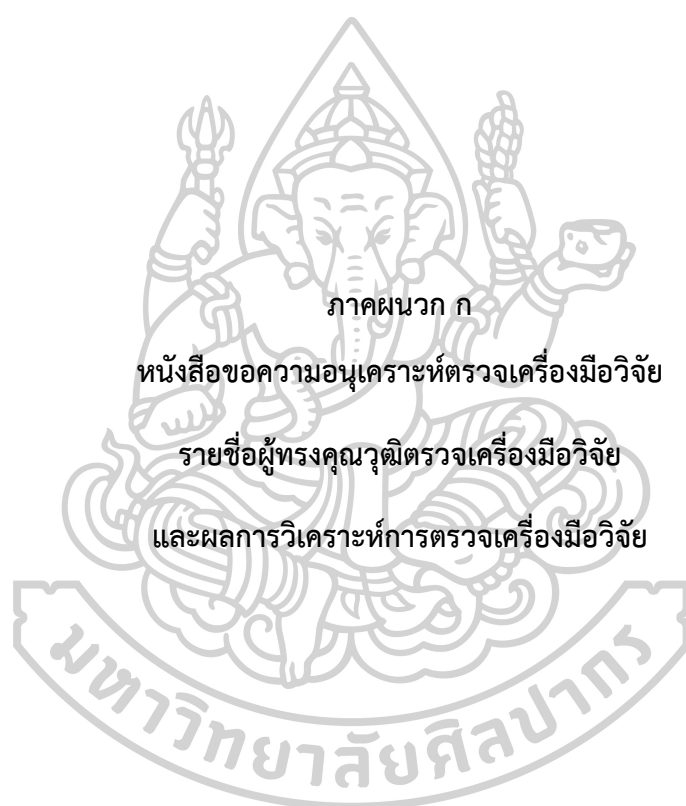 ภาคผนวก ก
หนังสือขอความอนุเคราะห์ตรวจเครื่องมือวิจัย
รายชื่อผู้ทรงคุณวุฒิตรวจเครื่องมือวิจัย
และผลการวิเคราะห์การตรวจเครื่องมือวิจัย
มหาวิทยาลัยศิลปากร